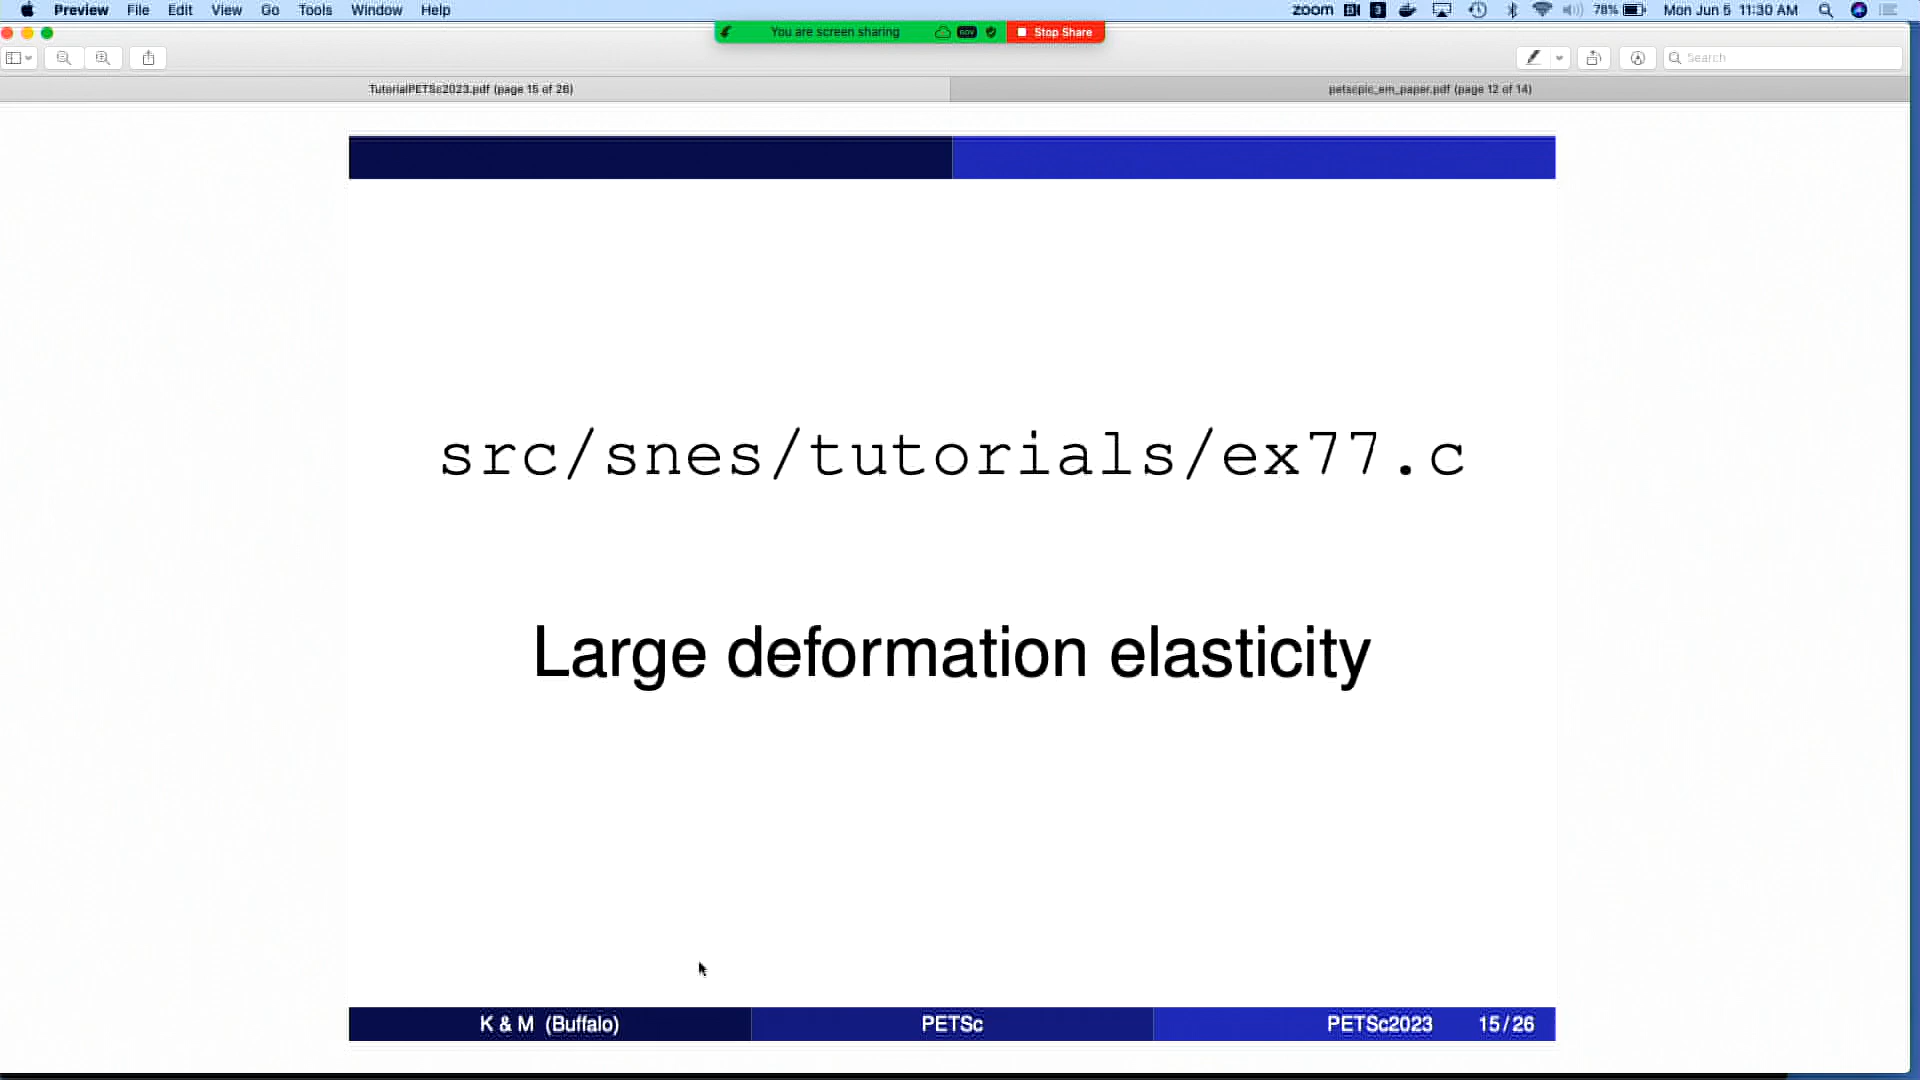 Preview File Edit View Go Tools Window Help zoom 3 78% Mon Jun 5 11:30 AM
You are screen sharing GOV Stop Share
Search
TutorialPETSc2023.pdf (page 15 of 26) petscpic_em_paper.pdf (page 12 of 14)
src/snes/tutorials/ex77.c
Large deformation elasticity
K & M (Buffalo) PETSc PETSc2023 15/26